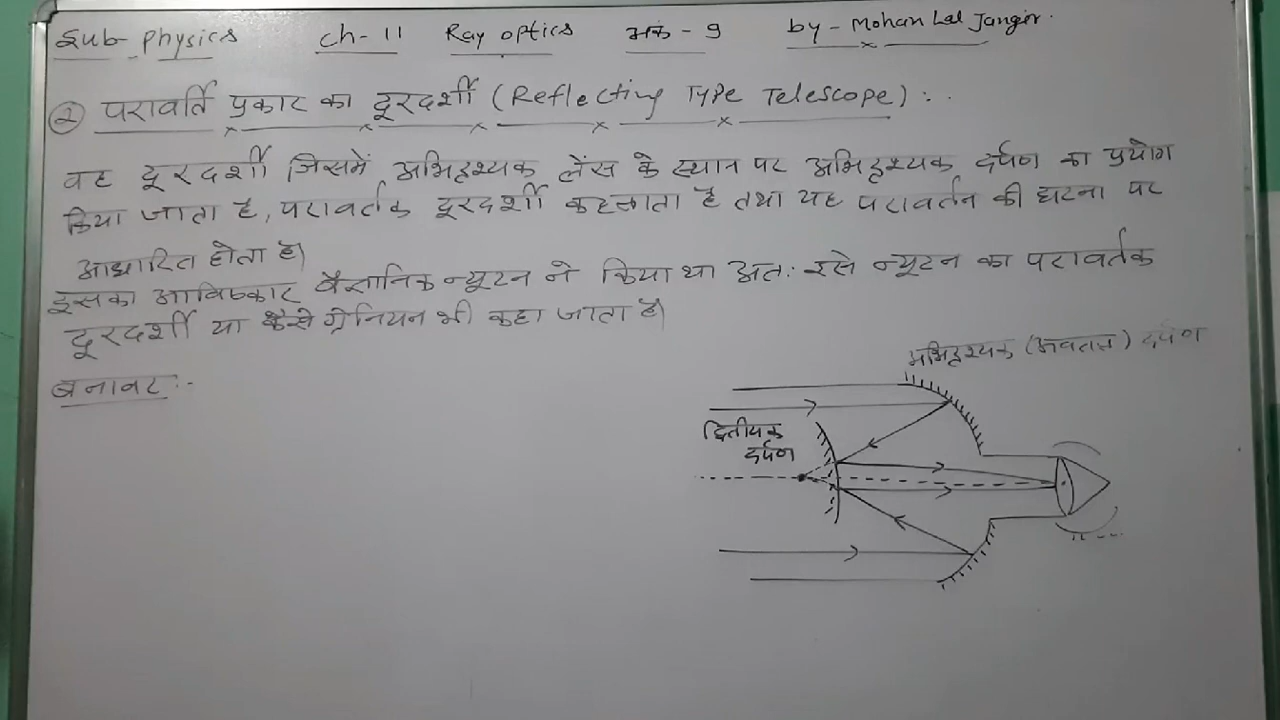 Sub- Physics ch- 11 Ray optics अंक - 9 by - Mohan Lal Jangir.
② परावर्ति प्रकार का दूरदर्शी (Reflecting Type Telescope) :.
वह दूरदर्शी जिसमें अभिदृश्यक लेंस के स्थान पर अभिदृश्यक दर्पण का प्रयोग
किया जाता है, परावर्तक दूरदर्शी कहलाता है तथा यह परावर्तन की घटना पर
आधारित होता है।
इसका आविष्कार वैज्ञानिक न्यूटन ने किया था अतः इसे न्यूटन का परावर्तक
दूरदर्शी या कैसेग्रेनियन भी कहा जाता है।
बनावट :-
अभिदृश्यक (अवतल) दर्पण
द्वितीयक
दर्पण